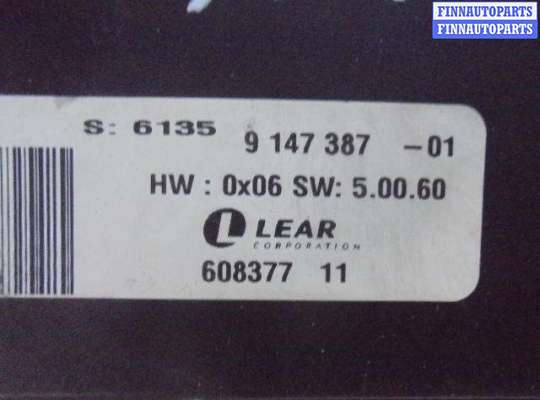 FINNAUTOPARTS
FINNAUTOPARTS
S: 6135 9 147 387 -01
HW : 0x06 SW: 5.00.60
LEAR
CORPORATION
608377 11